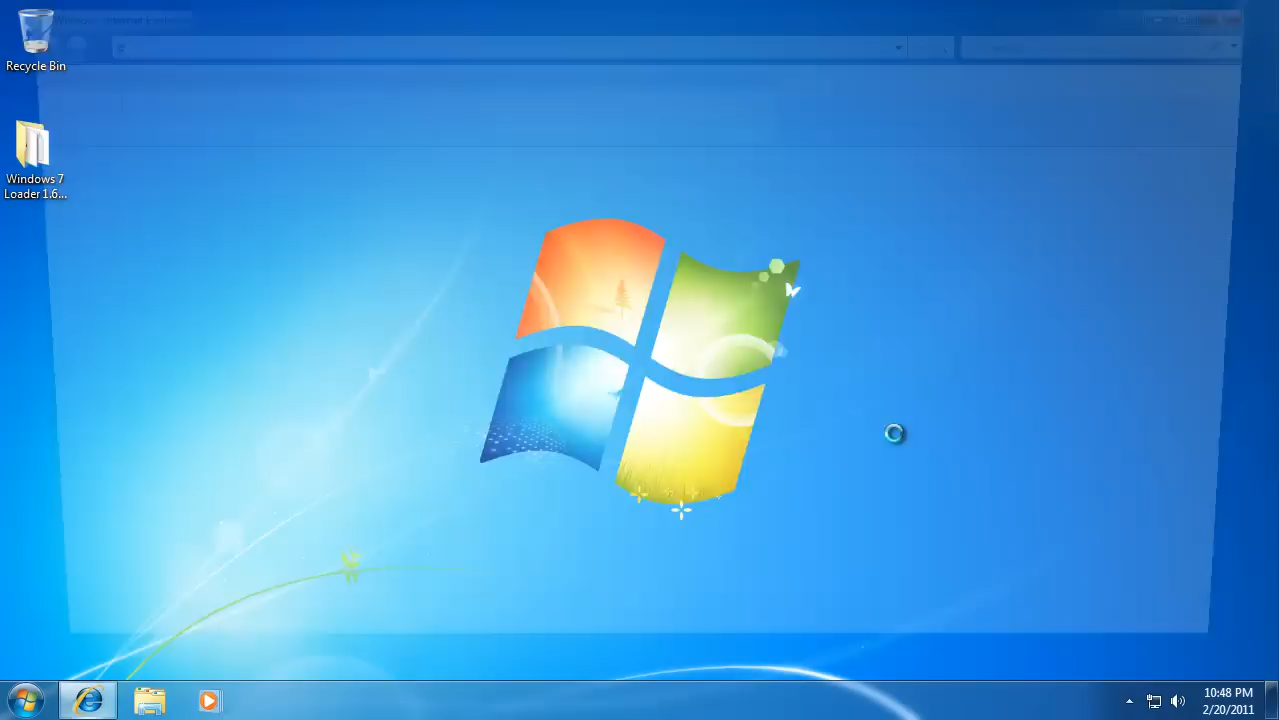 Recycle Bin
Windows 7
Loader 1.6...
10:48 PM
2/20/2011